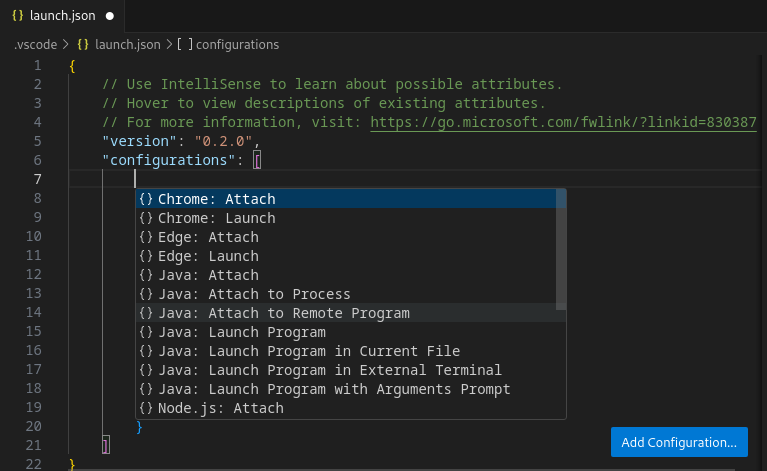 {} launch.json ●
.vscode > {} launch.json > [ ] configurations
1 {
2 // Use IntelliSense to learn about possible attributes.
3 // Hover to view descriptions of existing attributes.
4 // For more information, visit: https://go.microsoft.com/fwlink/?linkid=830387
5 "version": "0.2.0",
6 "configurations": [
7
8 {} Chrome: Attach
9 {} Chrome: Launch
10 {} Edge: Attach
11 {} Edge: Launch
12 {} Java: Attach
13 {} Java: Attach to Process
14 {} Java: Attach to Remote Program
15 {} Java: Launch Program
16 {} Java: Launch Program in Current File
17 {} Java: Launch Program in External Terminal
18 {} Java: Launch Program with Arguments Prompt
19 {} Node.js: Attach
20 }
21 ]
22 }
Add Configuration...